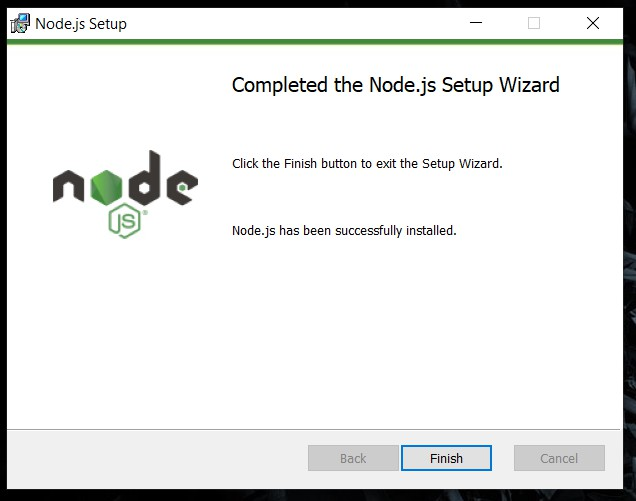 Node.js Setup
Completed the Node.js Setup Wizard
Click the Finish button to exit the Setup Wizard.
node
JS®
Node.js has been successfully installed.
Back
Finish
Cancel